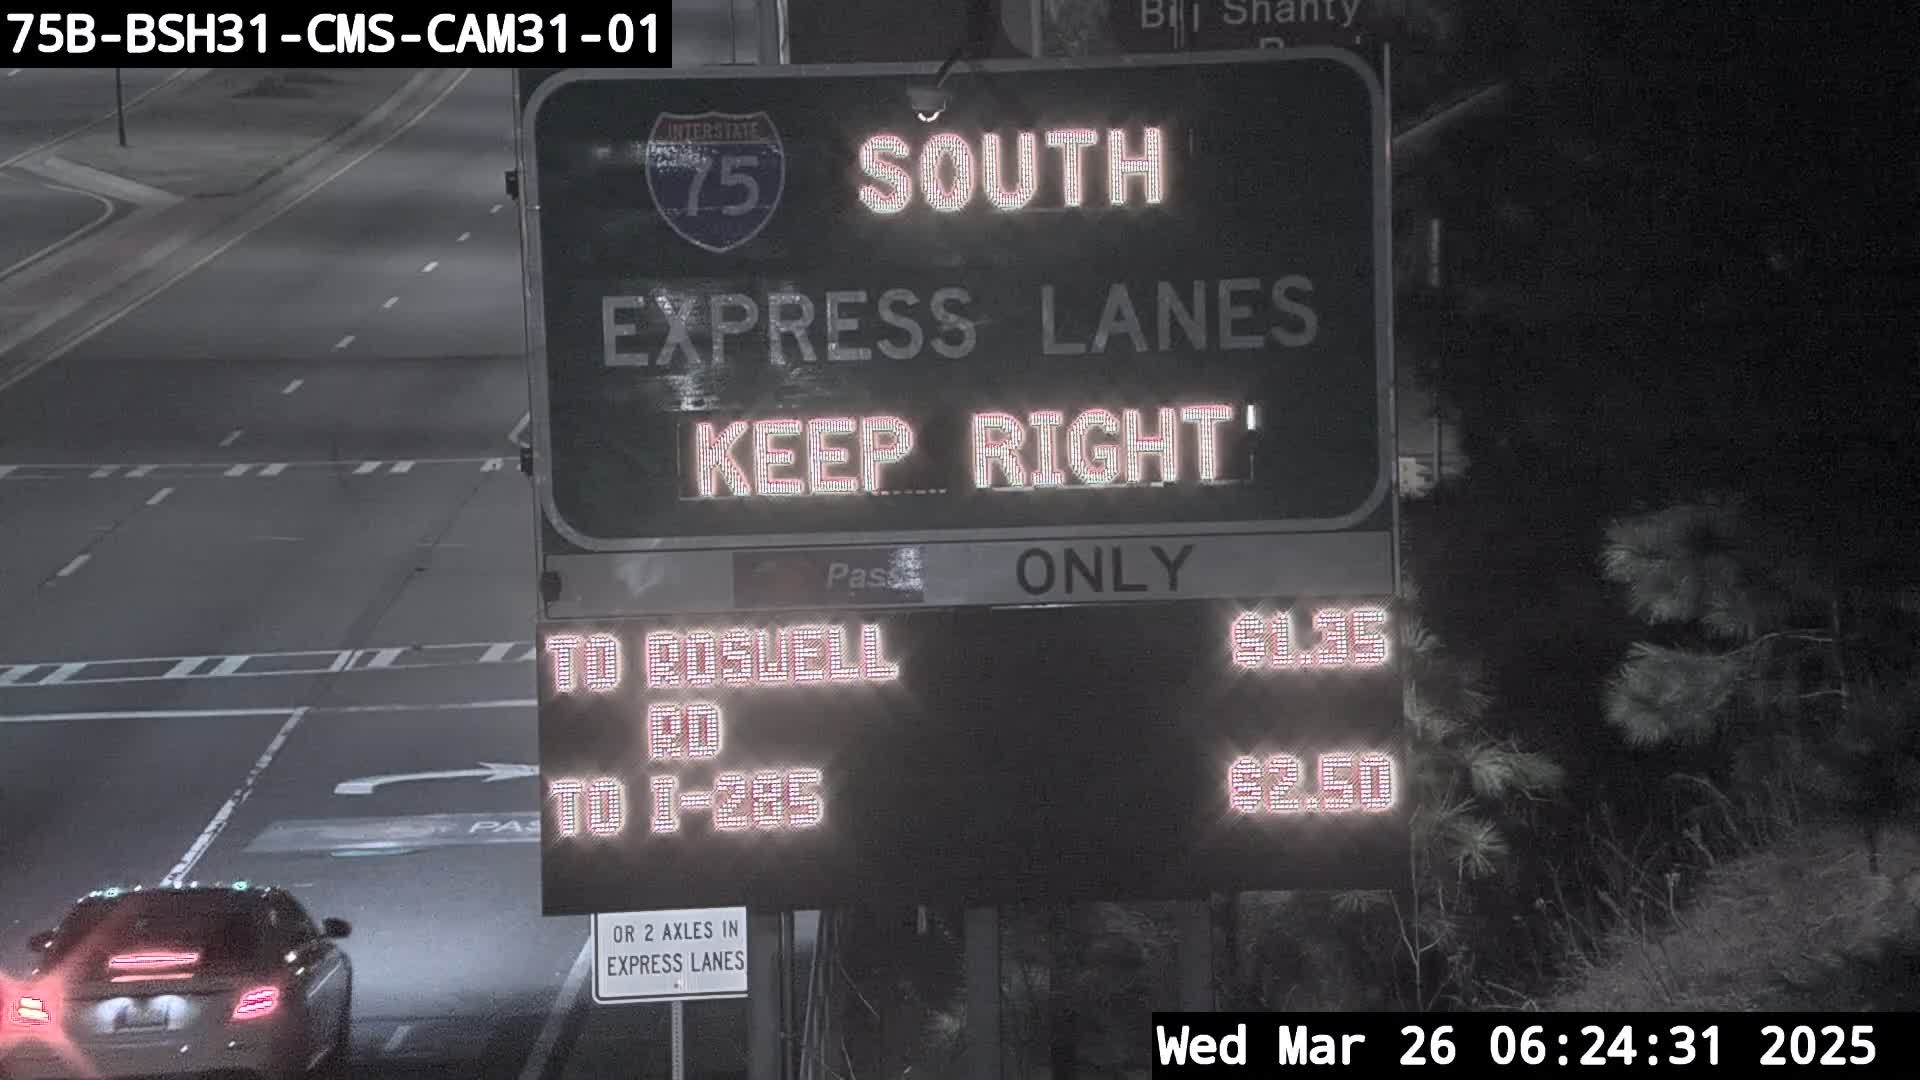 75B-BSH31-CMS-CAM31-01
Shanty
INTERSTATE
75
SOUTH
EXPRESS LANES
KEEP RIGHT
Pass
ONLY
TO ROSWELL
$1.35
RD
TO I-285
$2.50
OR 2 AXLES IN
EXPRESS LANES
Wed Mar 26 06:24:31 2025